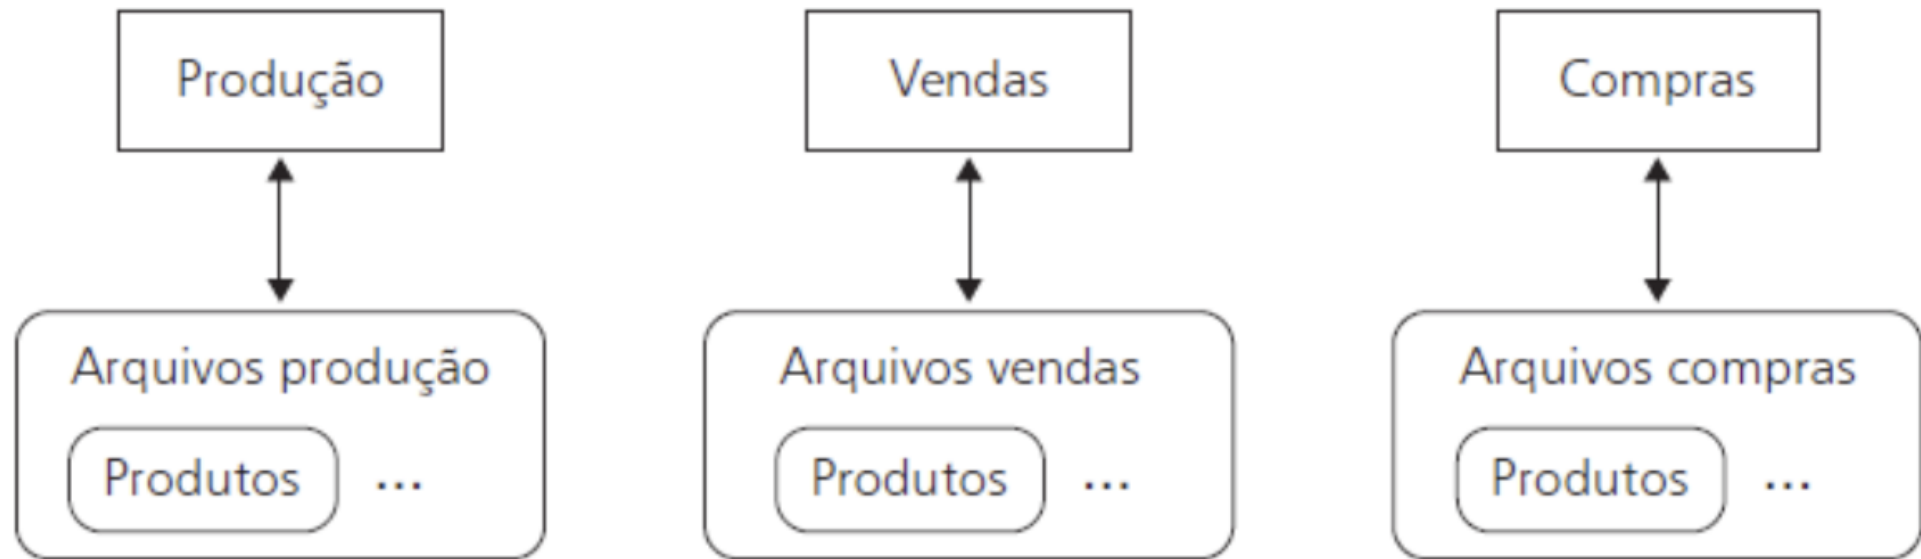 Produção
Vendas
Compras
Arquivos produção
Arquivos vendas
Arquivos compras
Produtos ...
Produtos ...
Produtos ...